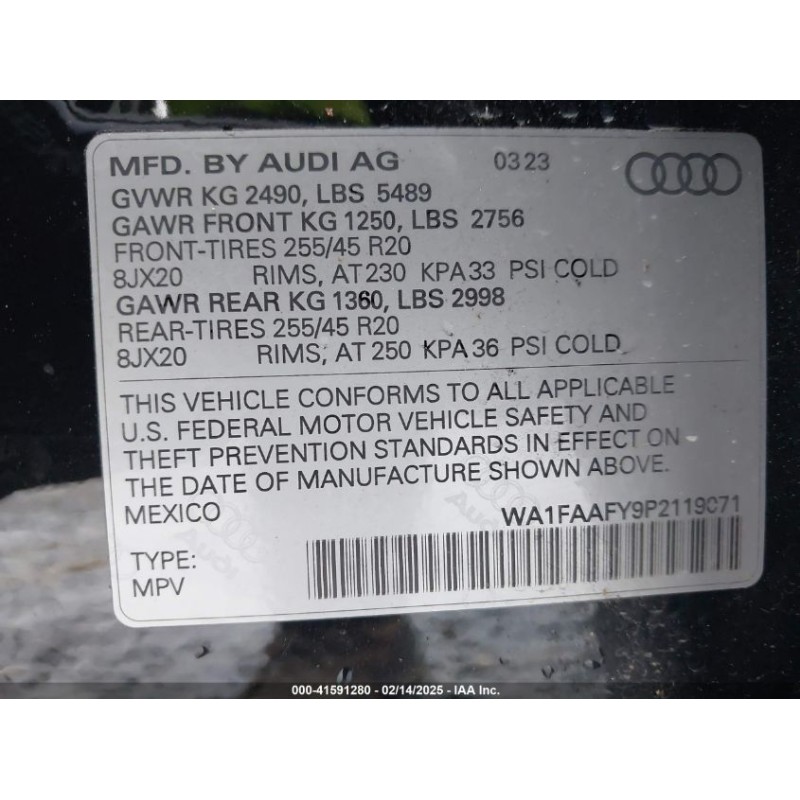 MFD. BY AUDI AG 0323
GVWR KG 2490, LBS 5489
GAWR FRONT KG 1250, LBS 2756
FRONT-TIRES 255/45 R20
8JX20 RIMS, AT 230 KPA 33 PSI COLD
GAWR REAR KG 1360, LBS 2998
REAR-TIRES 255/45 R20
8JX20 RIMS, AT 250 KPA 36 PSI COLD
THIS VEHICLE CONFORMS TO ALL APPLICABLE
U.S. FEDERAL MOTOR VEHICLE SAFETY AND
THEFT PREVENTION STANDARDS IN EFFECT ON
THE DATE OF MANUFACTURE SHOWN ABOVE.
MEXICO WA1FAAFY9P2119071
Audi
Audi
TYPE:
MPV
000-41591280 - 02/14/2025 - IAA Inc.